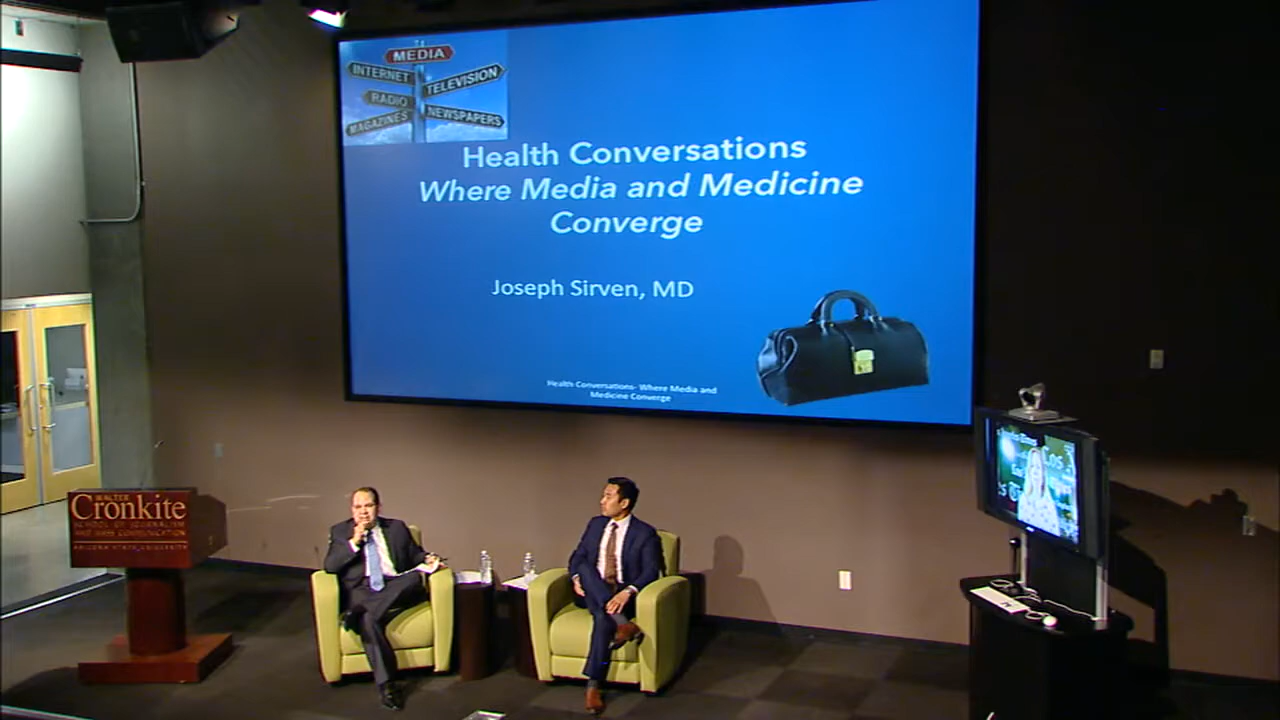 MEDIA
INTERNET
TELEVISION
RADIO
NEWSPAPERS
MAGAZINES
Health Conversations
Where Media and Medicine
Converge
Joseph Sirven, MD
Health Conversations- Where Media and
Medicine Converge
WALTER
Cronkite
SCHOOL OF JOURNALISM
AND MASS COMMUNICATION
ARIZONA STATE UNIVERSITY